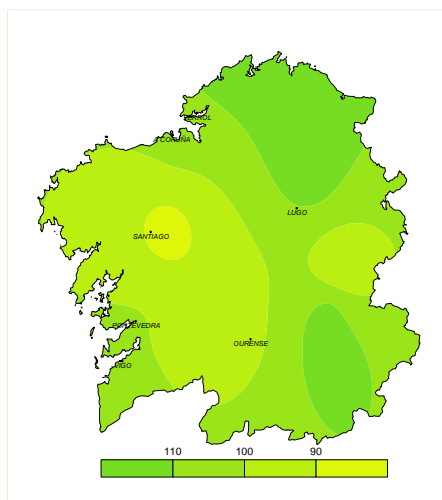 FERROL
A CORUÑA
LUGO
SANTIAGO
PONTEVEDRA
OURENSE
VIGO
110 100 90